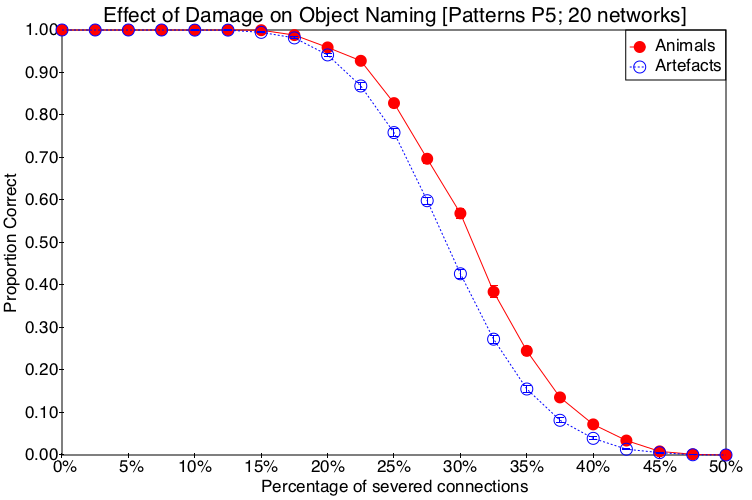 Effect of Damage on Object Naming [Patterns P5; 20 networks]
1.00
0.90
0.80
0.70
0.60
0.50
0.40
0.30
0.20
0.10
0.00
Proportion Correct
Animals
Artefacts
0% 5% 10% 15% 20% 25% 30% 35% 40% 45% 50%
Percentage of severed connections